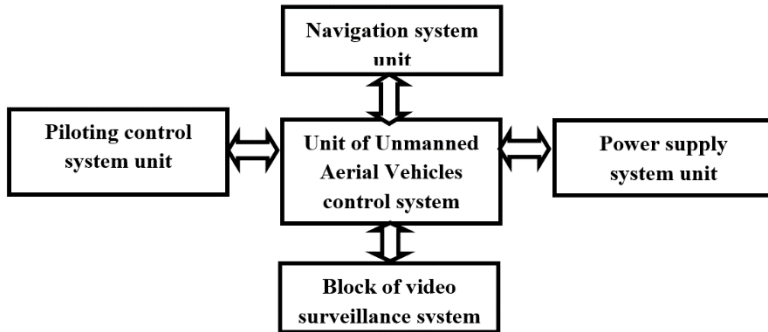 Navigation system
unit
Piloting control
system unit
Unit of Unmanned
Aerial Vehicles
control system
Power supply
system unit
Block of video
surveillance system